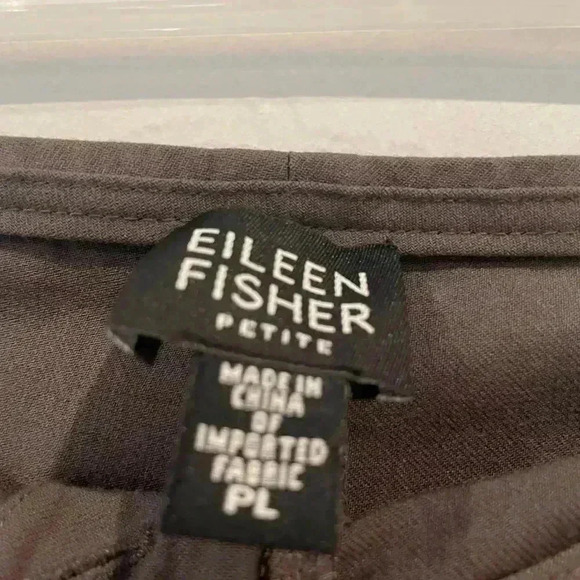 EILEEN
FISHER
PETITE
MADE IN
CHINA
OF
IMPORTED
FABRIC
PL